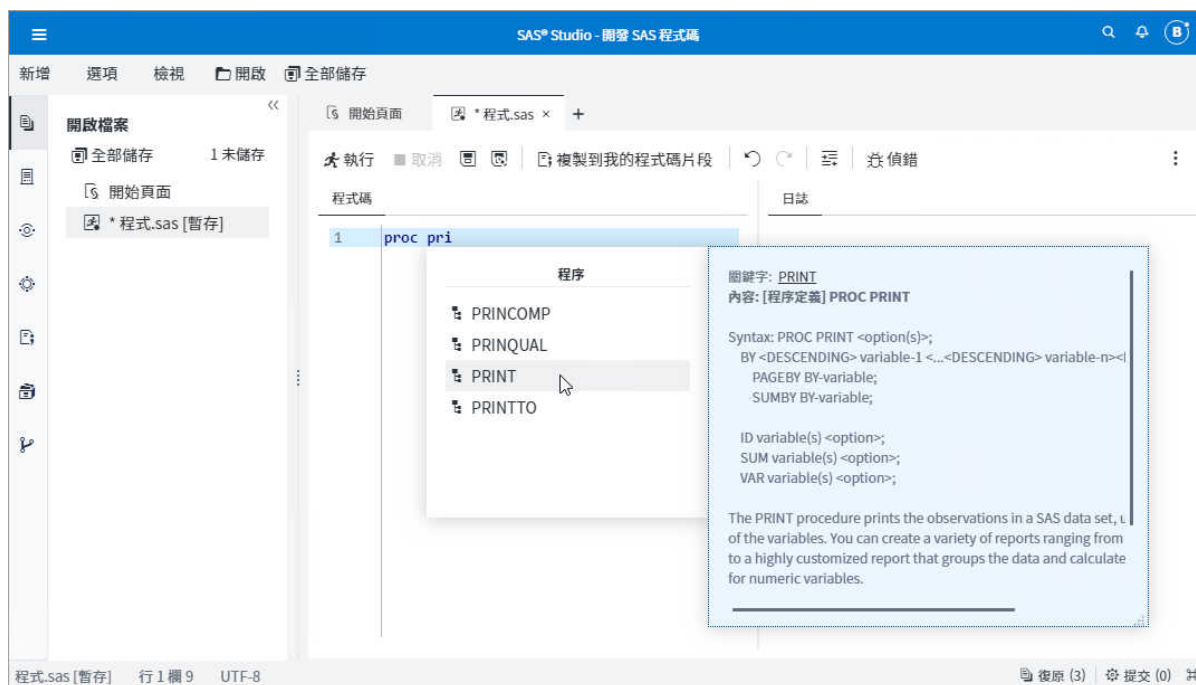 SAS® Studio - 開發 SAS 程式碼
B
新增 選項 檢視 開啟 全部儲存
開啟檔案
全部儲存 1 未儲存
開始頁面
* 程式.sas [暫存]
開始頁面 * 程式.sas × +
執行 取消 複製到我的程式碼片段 偵錯
程式碼
日誌
1 proc pri
程序
PRINCOMP
PRINQUAL
PRINT
PRINTTO
關鍵字: PRINT
內容: [程序定義] PROC PRINT
Syntax: PROC PRINT <option(s)>;
BY <DESCENDING> variable-1 <...<DESCENDING> variable-n><
PAGEBY BY-variable;
SUMBY BY-variable;
ID variable(s) <option>;
SUM variable(s) <option>;
VAR variable(s) <option>;
The PRINT procedure prints the observations in a SAS data set,
of the variables. You can create a variety of reports ranging from
to a highly customized report that groups the data and calculate
for numeric variables.
程式.sas [暫存] 行 1 欄 9 UTF-8
復原 (3) 提交 (0)